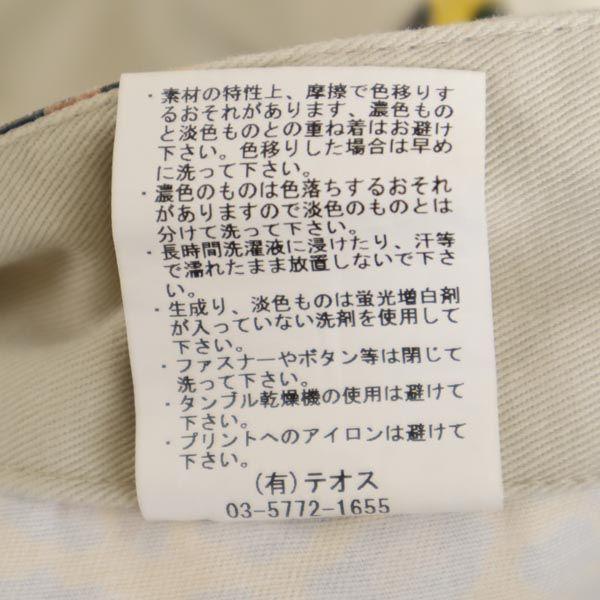 ・素材の特性上、摩擦で色移りす
るおそれがあります、濃色もの
と淡色ものとの重ね着はお避け
下さい。色移りした場合は早め
に洗って下さい。
・濃色のものは色落ちするおそれ
がありますので淡色のものとは
分けて洗って下さい。
・長時間洗濯液に浸けたり、汗等
で濡れたまま放置しないで下さ
い。
・生成り、淡色ものは蛍光増白剤
が入っていない洗剤を使用して
下さい。
・ファスナーやボタン等は閉じて
洗って下さい。
・タンブル乾燥機の使用は避けて
下さい。
・プリントへのアイロンは避けて
下さい。
(有)テオス
03-5772-1655